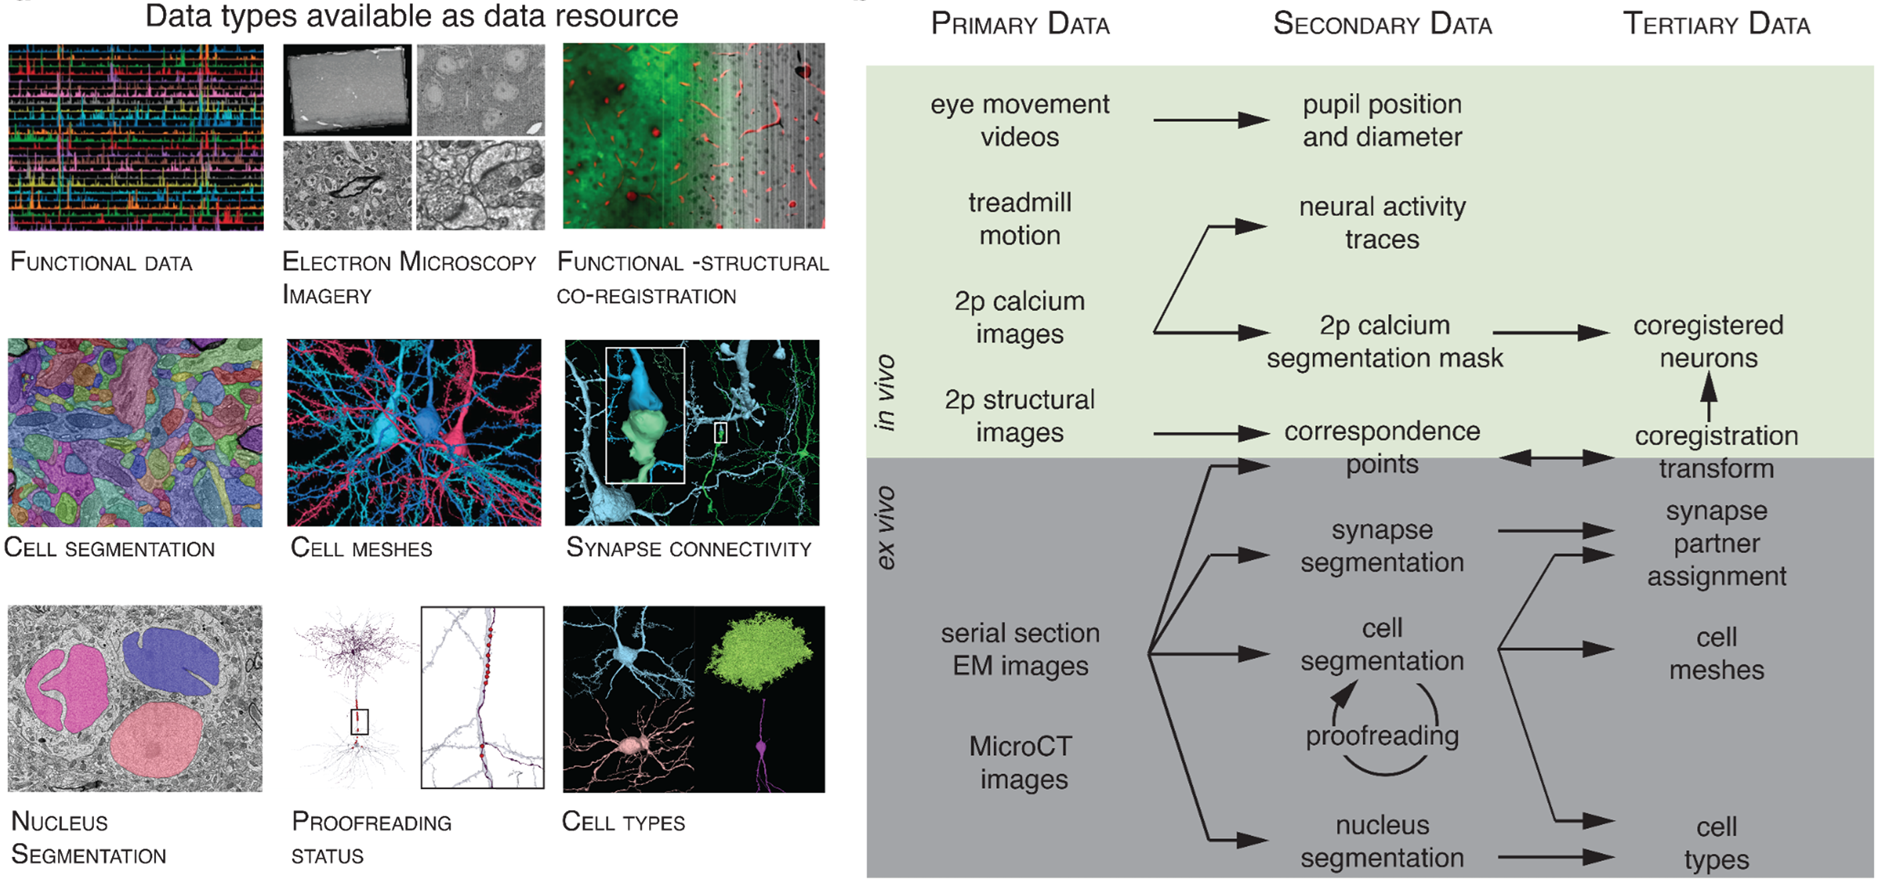 Data types available as data resource
FUNCTIONAL DATA
ELECTRON MICROSCOPY
IMAGERY
FUNCTIONAL -STRUCTURAL
CO-REGISTRATION
CELL SEGMENTATION
CELL MESHES
SYNAPSE CONNECTIVITY
NUCLEUS
SEGMENTATION
PROOFREADING
STATUS
CELL TYPES
PRIMARY DATA
SECONDARY DATA
TERTIARY DATA
in vivo
eye movement
videos
pupil position
and diameter
treadmill
motion
neural activity
traces
2p calcium
images
2p calcium
segmentation mask
coregistered
neurons
2p structural
images
correspondence
points
coregistration
transform
ex vivo
synapse
segmentation
synapse
partner
assignment
serial section
EM images
cell
segmentation
cell
meshes
proofreading
MicroCT
images
nucleus
segmentation
cell
types